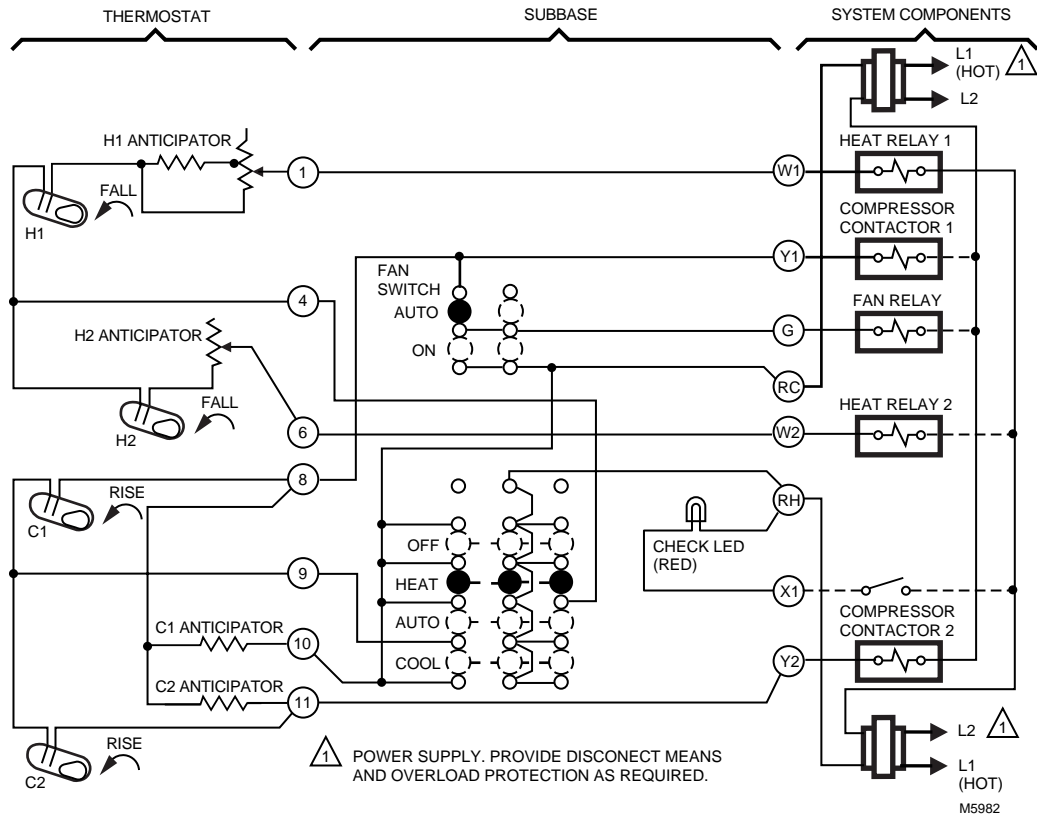 THERMOSTAT
SUBBASE
SYSTEM COMPONENTS
L1
(HOT)
1
L2
H1 ANTICIPATOR
HEAT RELAY 1
1
W1
FALL
H1
COMPRESSOR
CONTACTOR 1
Y1
FAN
SWITCH
AUTO
ON
4
FAN RELAY
G
H2 ANTICIPATOR
RC
FALL
H2
HEAT RELAY 2
6
W2
8
RISE
C1
RH
CHECK LED
(RED)
OFF
HEAT
AUTO
COOL
9
X1
COMPRESSOR
CONTACTOR 2
C1 ANTICIPATOR
10
Y2
C2 ANTICIPATOR
11
RISE
C2
1
POWER SUPPLY. PROVIDE DISCONECT MEANS
AND OVERLOAD PROTECTION AS REQUIRED.
L2
1
L1
(HOT)
M5982